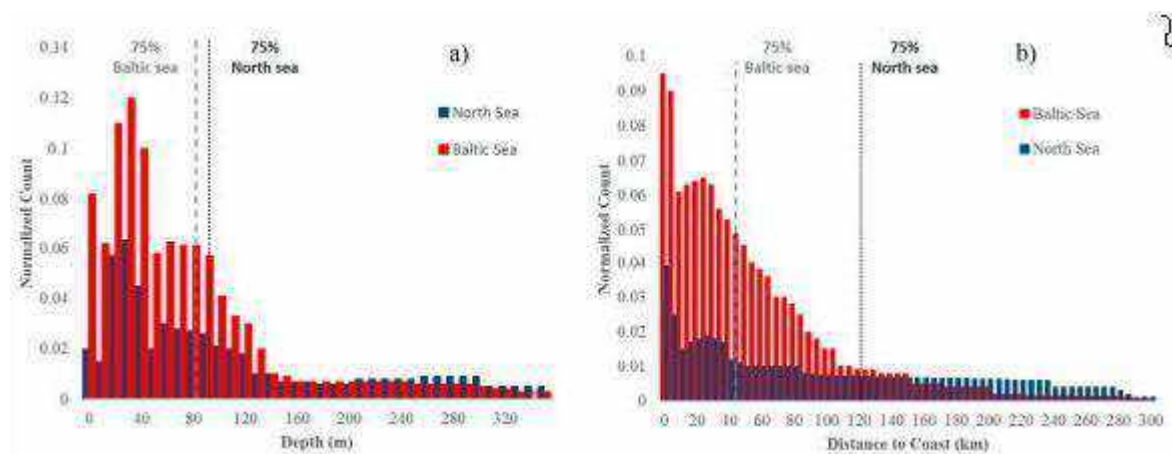 75%
Baltic sea
75%
North sea
a)
North Sea
Baltic Sea
0.14
0.12
0.1
0.08
0.06
0.04
0.02
0
Normalized Count
0 40 80 120 160 200 240 280 320
Depth (m)
75%
Baltic sea
75%
North sea
b)
Baltic Sea
North Sea
0.1
0.09
0.08
0.07
0.06
0.05
0.04
0.03
0.02
0.01
0
Normalized Count
0 20 40 60 80 100 120 140 160 180 200 220 240 260 280 300
Distance to Coast (km)